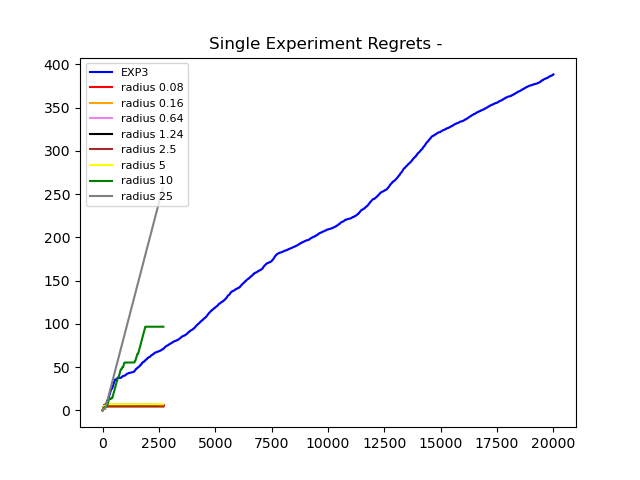 Single Experiment Regrets -
400
350
300
250
200
150
100
50
0
EXP3
radius 0.08
radius 0.16
radius 0.64
radius 1.24
radius 2.5
radius 5
radius 10
radius 25
0 2500 5000 7500 10000 12500 15000 17500 20000